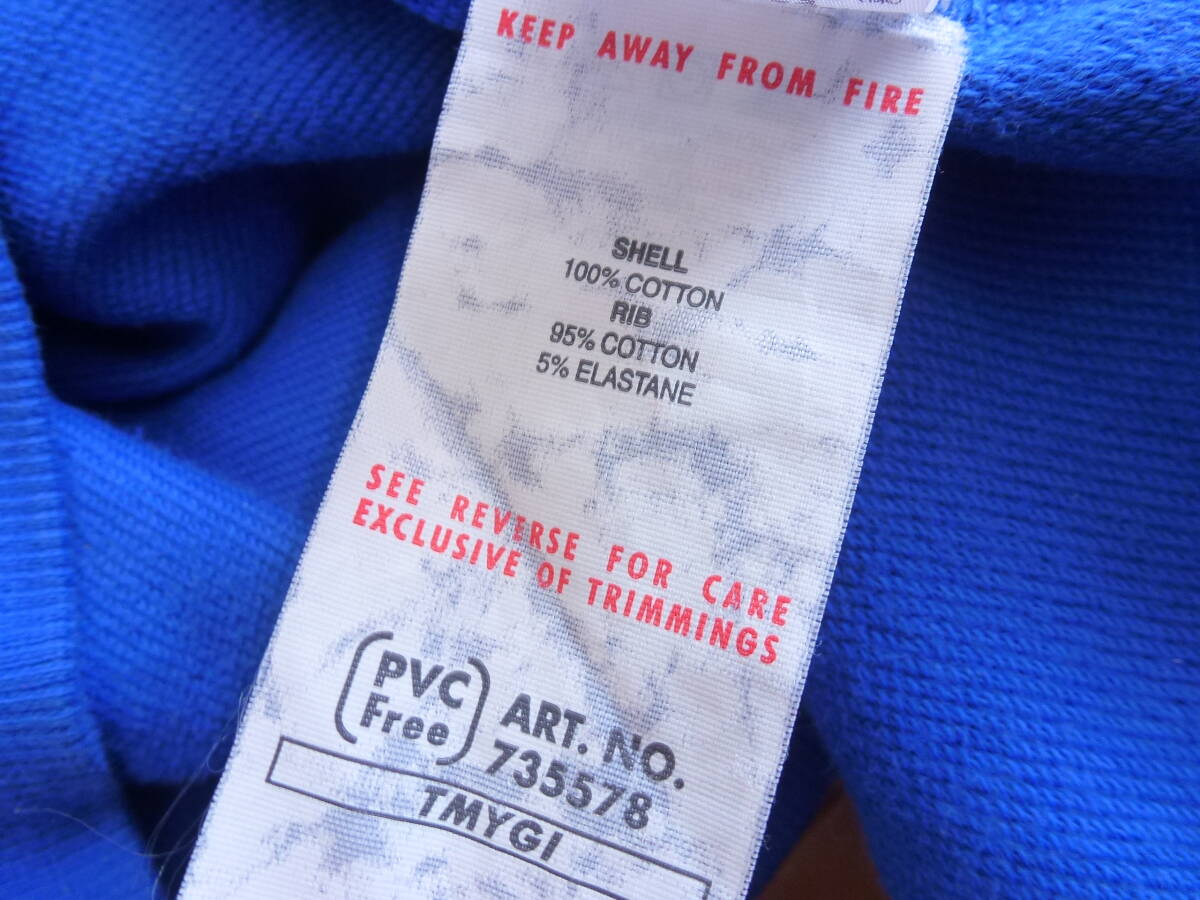 KEEP AWAY FROM FIRE
SHELL
100% COTTON
RIB
95% COTTON
5% ELASTANE
SEE REVERSE FOR CARE
EXCLUSIVE OF TRIMMINGS
PVC
Free
ART. NO.
735578
TMYGI